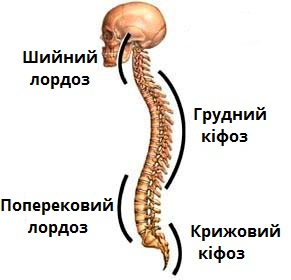 Шийний
лордоз
Грудний
кіфоз
Поперековий
лордоз
Крижовий
кіфоз